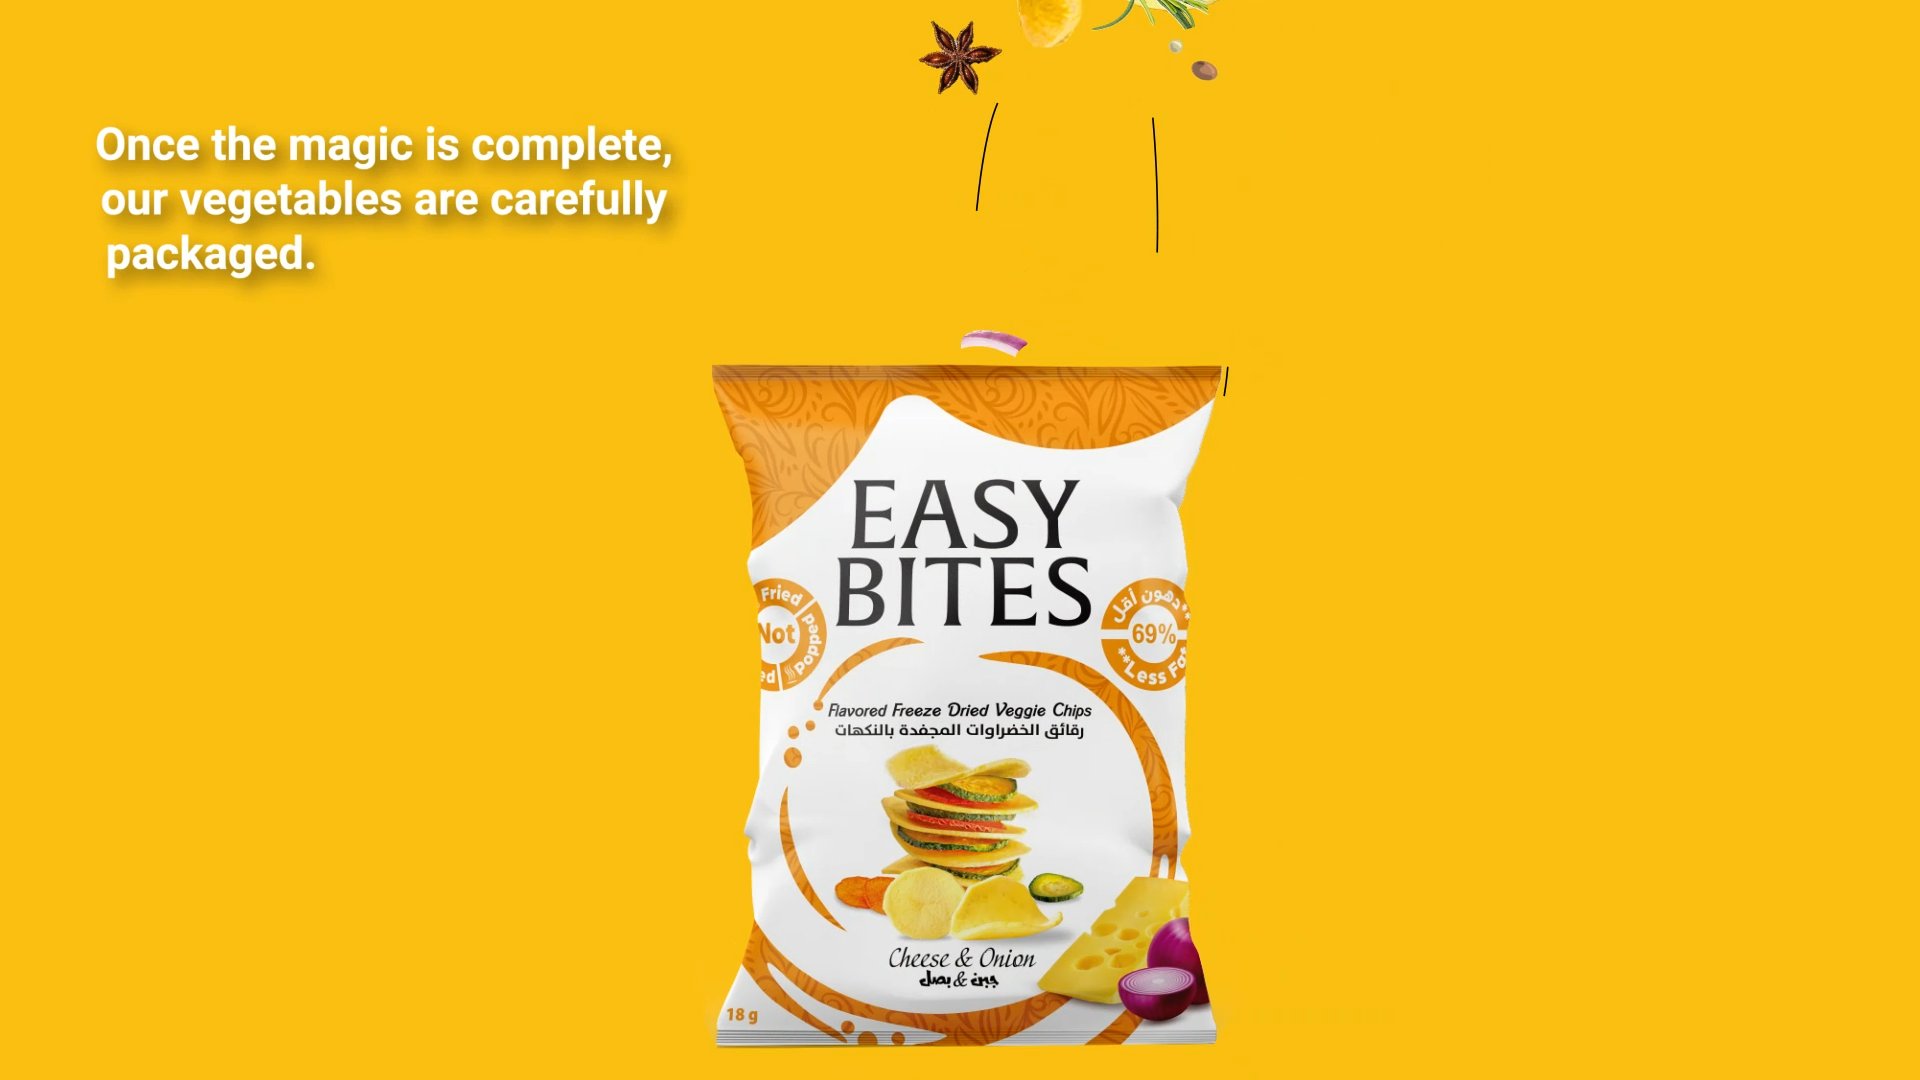 Once the magic is complete,
our vegetables are carefully
packaged.
EASY
BITES
Fried
Not
Popped
دهون أقل**
69%
**Less Fat
Flavored Freeze Dried Veggie Chips
رقائق الخضراوات المجفدة بالنكهات
Cheese & Onion
جبن & بصل
18 g